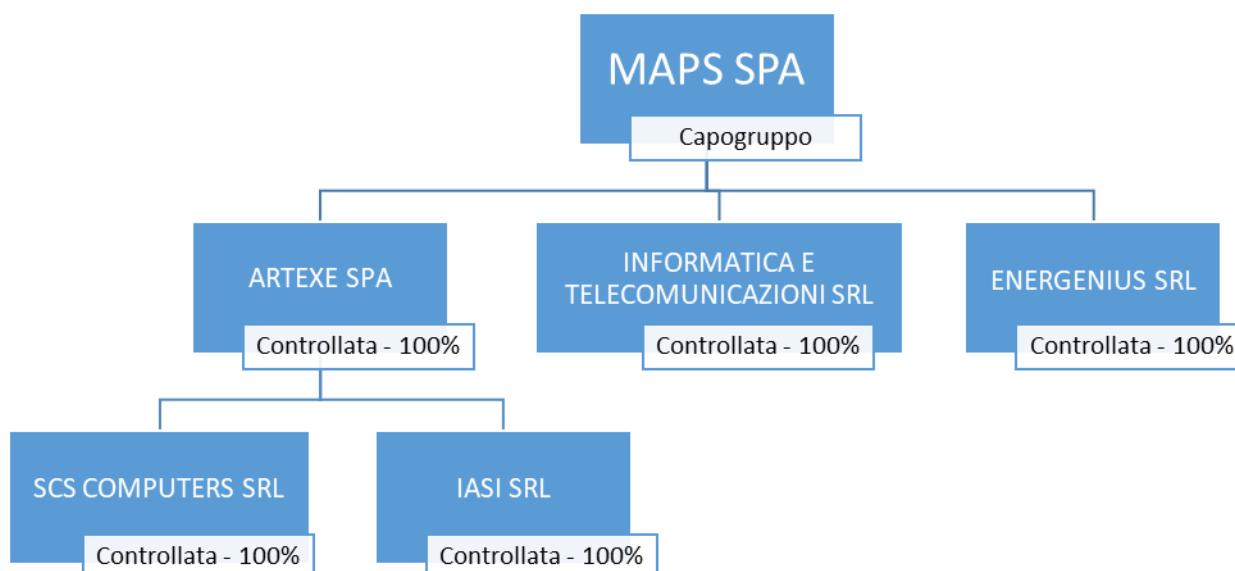 MAPS SPA
Capogruppo
ARTEXE SPA
Controllata - 100%
INFORMATICA E
TELECOMUNICAZIONI SRL
Controllata - 100%
ENERGENIUS SRL
Controllata - 100%
SCS COMPUTERS SRL
Controllata - 100%
IASI SRL
Controllata - 100%